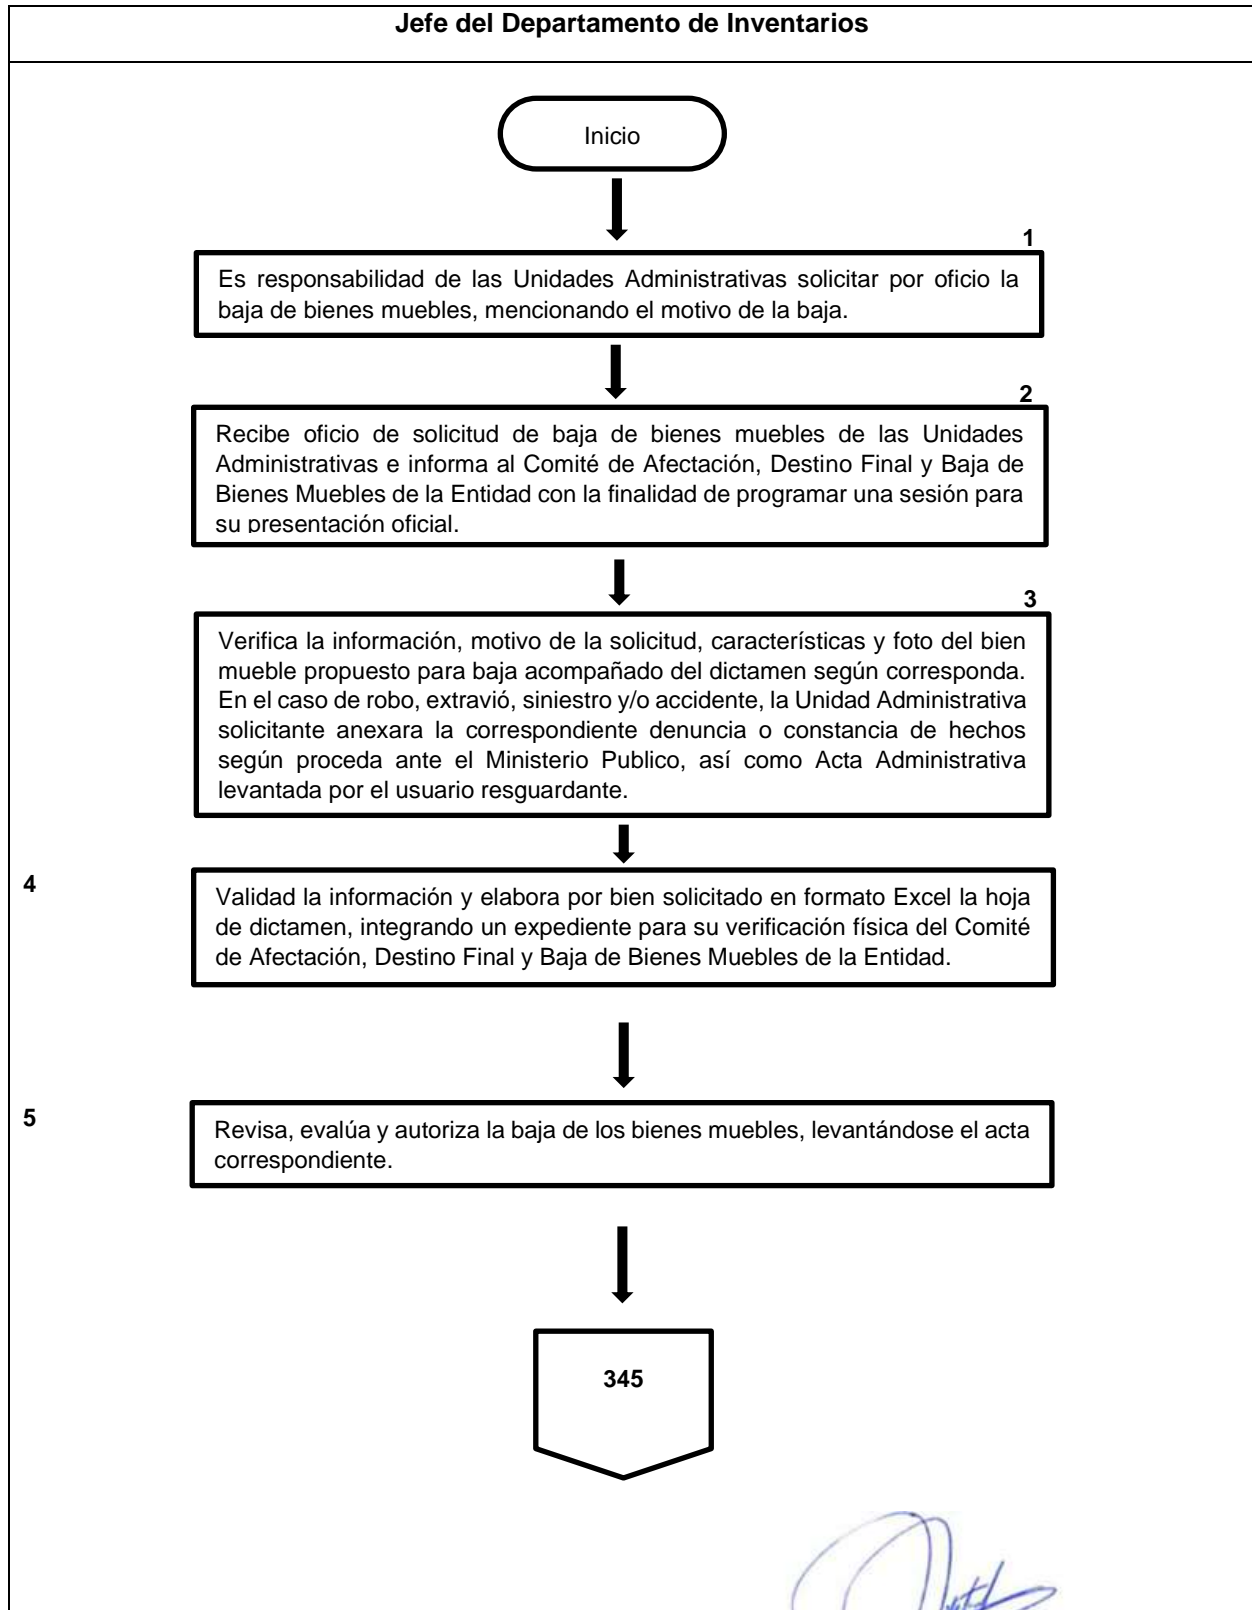 Jefe del Departamento de Inventarios
Inicio
1
Es responsabilidad de las Unidades Administrativas solicitar por oficio la
baja de bienes muebles, mencionando el motivo de la baja.
2
Recibe oficio de solicitud de baja de bienes muebles de las Unidades
Administrativas e informa al Comité de Afectación, Destino Final y Baja de
Bienes Muebles de la Entidad con la finalidad de programar una sesión para
su presentación oficial.
3
Verifica la información, motivo de la solicitud, características y foto del bien
mueble propuesto para baja acompañado del dictamen según corresponda.
En el caso de robo, extravió, siniestro y/o accidente, la Unidad Administrativa
solicitante anexara la correspondiente denuncia o constancia de hechos
según proceda ante el Ministerio Publico, así como Acta Administrativa
levantada por el usuario resguardante.
4
Validad la información y elabora por bien solicitado en formato Excel la hoja
de dictamen, integrando un expediente para su verificación física del Comité
de Afectación, Destino Final y Baja de Bienes Muebles de la Entidad.
5
Revisa, evalúa y autoriza la baja de los bienes muebles, levantándose el acta
correspondiente.
345